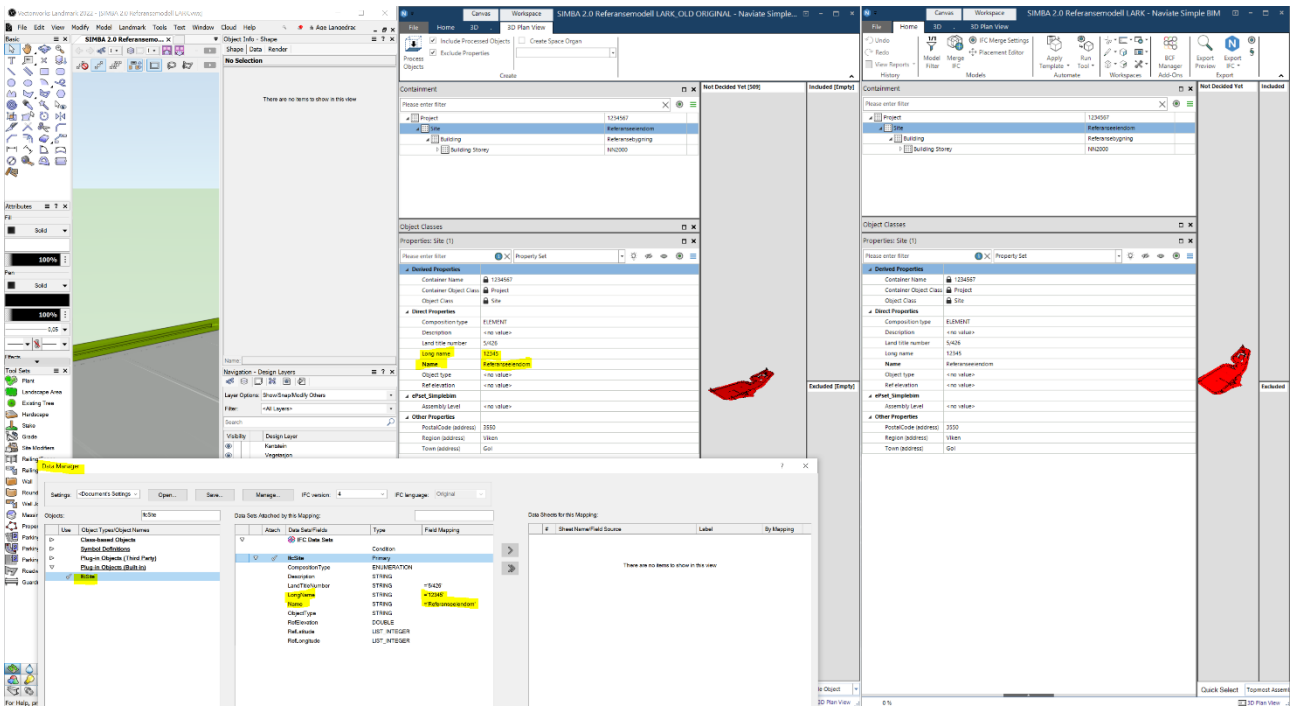 Vectorworks Landmark 2022 - [SIMBA 2.0 Referansemodell LARK.vwx]
File Edit View Modify Model Landmark Tools Text Window Cloud Help
Basic
SIMBA 2.0 Referansemo... X
Object Info - Shape
Shape Data Render
No Selection
There are no items to show in this view
Attributes
Fill
Solid
100%
Pen
Solid
100%
0,05
Tool Sets
Plant
Landscape Area
Existing Tree
Hardscape
Stake
Grade
Site Modifiers
Wall
Name:
Navigation - Design Layers
Layer Options: Show/Snap/Modify Others
Filter: <All Layers>
Search
Visibility Design Layer
Kantstein
Vegetasjon
Canvas Workspace SIMBA 2.0 Referansemodell LARK_OLD ORIGINAL - Naviate Simple...
File Home 3D 3D Plan View
Process Objects
Include Processed Objects
Exclude Properties
Create Space Organ
Create
Containment
Please enter filter
Project 1234567
Site Referanseeiendom
Building Referansebygning
Building Storey NN2000
Not Decided Yet [509]
Included [Empty]
Excluded [Empty]
Object Classes
Properties: Site (1)
Please enter filter Property Set
Derived Properties
Container Name 1234567
Container Object Class Project
Object Class Site
Direct Properties
Composition type ELEMENT
Description <no value>
Land title number 5/426
Long name 12345
Name Referanseeiendom
Object type <no value>
Ref elevation <no value>
ePset_Simplebim
Assembly Level <no value>
Other Properties
PostalCode (address) 3550
Region (address) Viken
Town (address) Gol
Canvas Workspace SIMBA 2.0 Referansemodell LARK - Naviate Simple BIM
File Home 3D 3D Plan View
Undo
Redo
View Reports
History
Model Filter
Merge IFC
IFC Merge Settings
Placement Editor
Models
Apply Template
Run Tool
Automate
Workspaces
BCF Manager
Add-Ons
Export Preview
Export IFC
Export
Containment
Please enter filter
Project 1234567
Site Referanseeiendom
Building Referansebygning
Building Storey NN2000
Not Decided Yet
Included
Excluded
Object Classes
Properties: Site (1)
Please enter filter Property Set
Derived Properties
Container Name 1234567
Container Object Class Project
Object Class Site
Direct Properties
Composition type ELEMENT
Description <no value>
Land title number 5/426
Long name 12345
Name Referanseeiendom
Object type <no value>
Ref elevation <no value>
ePset_Simplebim
Assembly Level <no value>
Other Properties
PostalCode (address) 3550
Region (address) Viken
Town (address) Gol
Data Manager
Settings: <Document's Settings> Open... Save... Manage... IFC version: 4 IFC language: Original
Objects: IfcSite
Use Object Types/Object Names
Class-based Objects
Symbol Definitions
Plug-in Objects (Third Party)
Plug-in Objects (Built-in)
IfcSite
Data Sets Attached by this Mapping:
Attach Data Sets/Fields Type Field Mapping
IFC Data Sets
Condition
IfcSite Primary
CompositionType ENUMERATION
Description STRING
LandTitleNumber STRING ='5/426'
LongName STRING ='12345'
Name STRING ='Referanseeiendom'
ObjectType STRING
RefElevation DOUBLE
RefLatitude LIST_INTEGER
RefLongitude LIST_INTEGER
Data Sheets for this Mapping:
# Sheet Name/Field Source Label By Mapping
There are no items to show in this view
3D Plan View
0 %
Quick Select
3D Plan View